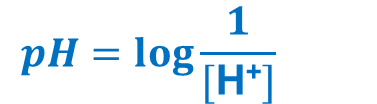 pH = log 1/[H⁺]